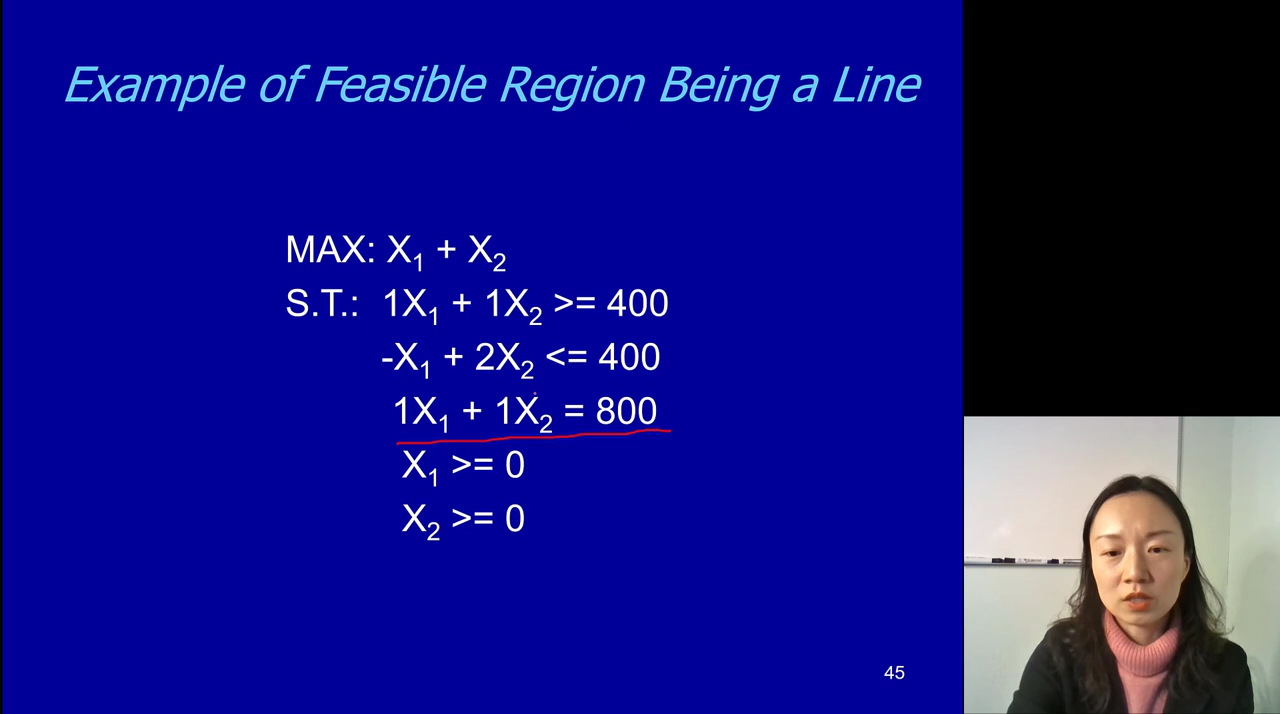 Example of Feasible Region Being a Line
MAX: X₁ + X₂
S.T.: 1X₁ + 1X₂ >= 400
-X₁ + 2X₂ <= 400
1X₁ + 1X₂ = 800
X₁ >= 0
X₂ >= 0
45